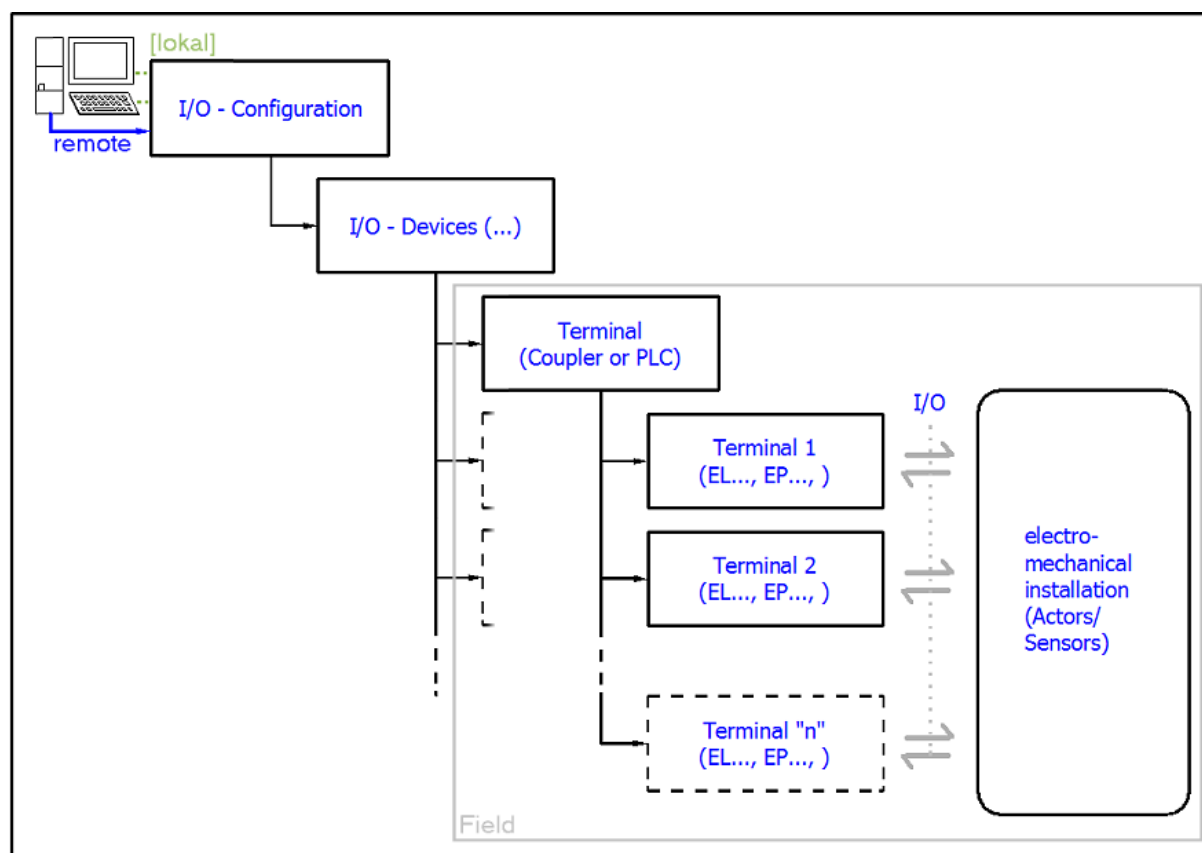 [lokal]
I/O - Configuration
remote
I/O - Devices (...)
Terminal
(Coupler or PLC)
I/O
Terminal 1
(EL..., EP..., )
Terminal 2
(EL..., EP..., )
electro-
mechanical
installation
(Actors/
Sensors)
Terminal "n"
(EL..., EP..., )
Field